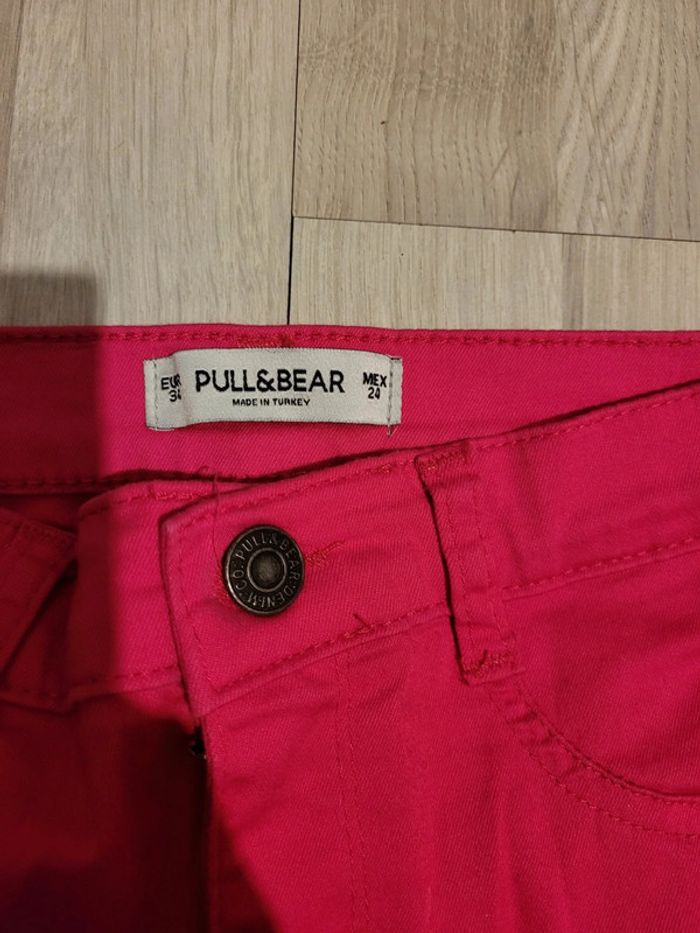 EUR
34
PULL&BEAR
MADE IN TURKEY
MEX
24
PULL&BEAR·DENIM CO·